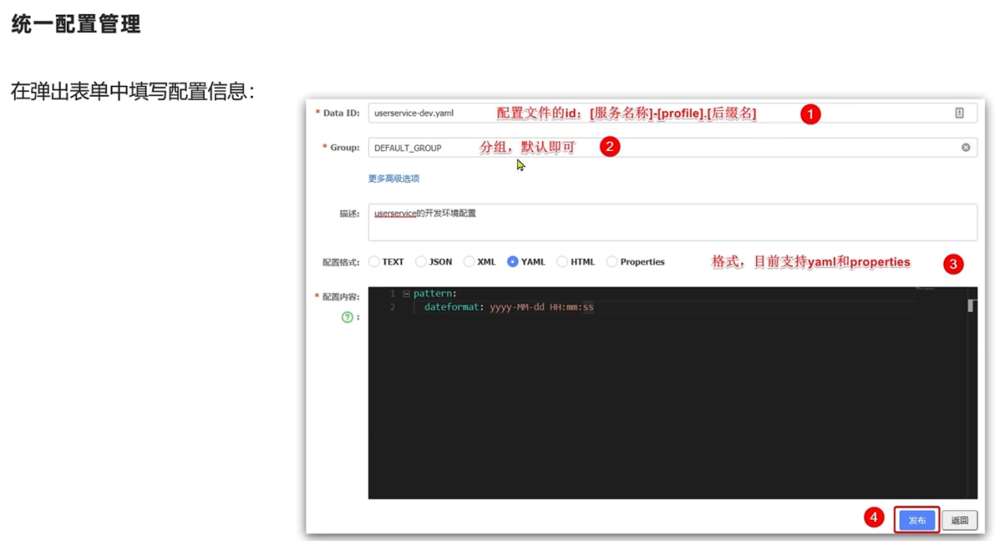 统一配置管理
在弹出表单中填写配置信息：
* Data ID: userservice-dev.yaml 配置文件的id：[服务名称]-[profile].[后缀名] 1
* Group: DEFAULT_GROUP 分组，默认即可 2
更多高级选项
描述: userservice的开发环境配置
配置格式: TEXT JSON XML YAML HTML Properties 格式，目前支持yaml和properties 3
* 配置内容: 1 pattern:
? : 2 dateformat: yyyy-MM-dd HH:mm:ss
4 发布 返回